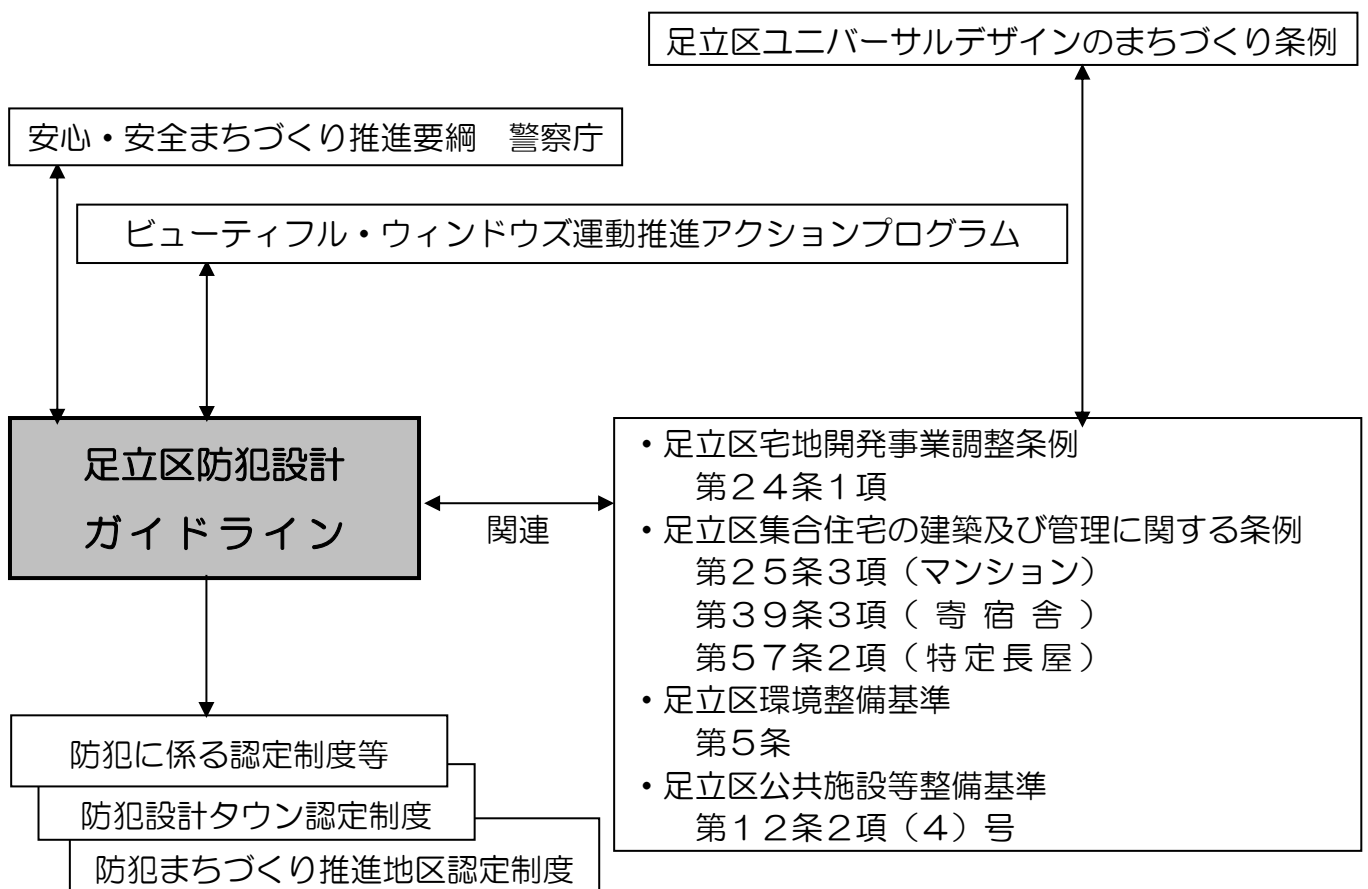 足立区ユニバーサルデザインのまちづくり条例
安心・安全まちづくり推進要綱　警察庁
ビューティフル・ウィンドウズ運動推進アクションプログラム
足立区防犯設計
ガイドライン
関連
・足立区宅地開発事業調整条例
第２４条１項
・足立区集合住宅の建築及び管理に関する条例
第２５条３項（マンション）
第３９条３項（ 寄 宿 舎 ）
第５７条２項（特定長屋）
・足立区環境整備基準
第５条
・足立区公共施設等整備基準
第１２条２項（４）号
防犯に係る認定制度等
防犯設計タウン認定制度
防犯まちづくり推進地区認定制度